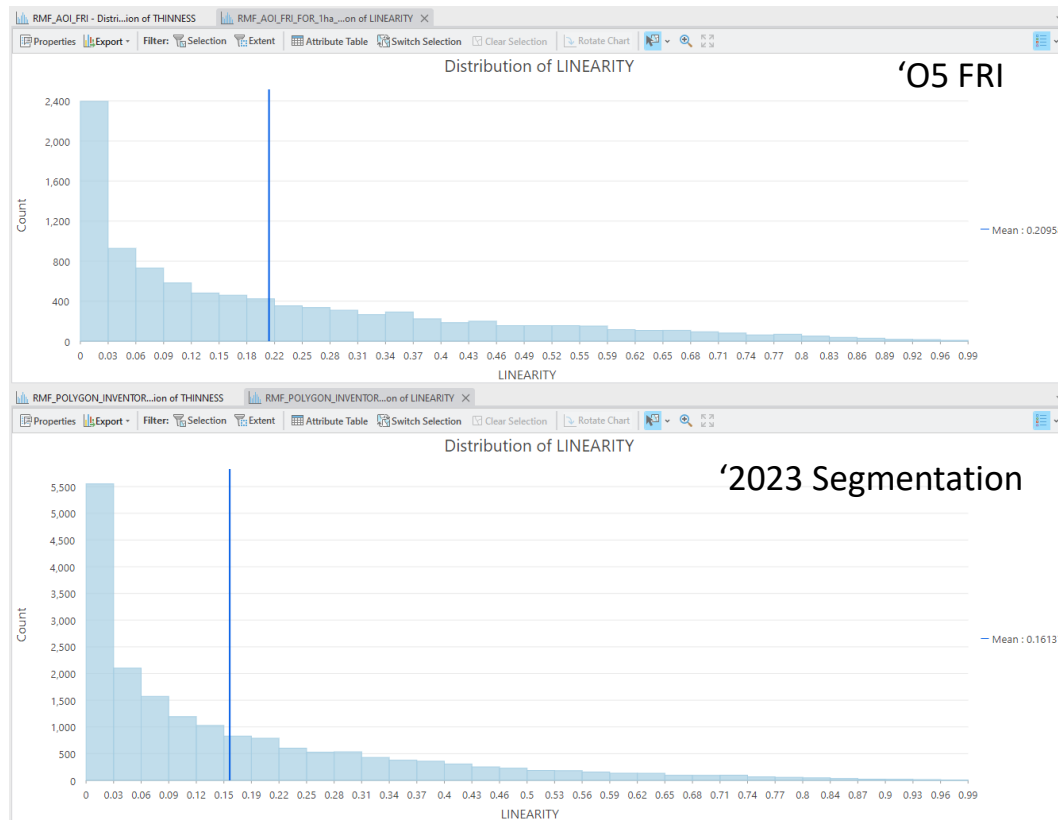 RMF_AOI_FRI - Distri...ion of THINNESS RMF_AOI_FRI_FOR_1ha_...on of LINEARITY
Properties Export Filter: Selection Extent Attribute Table Switch Selection Clear Selection Rotate Chart
Distribution of LINEARITY
‘O5 FRI
2,400
2,000
1,600
1,200
800
400
0
Count
Mean : 0.2095
0 0.03 0.06 0.09 0.12 0.15 0.18 0.22 0.25 0.28 0.31 0.34 0.37 0.4 0.43 0.46 0.49 0.52 0.55 0.59 0.62 0.65 0.68 0.71 0.74 0.77 0.8 0.83 0.86 0.89 0.92 0.96 0.99
LINEARITY
RMF_POLYGON_INVENTOR...ion of THINNESS RMF_POLYGON_INVENTOR...on of LINEARITY
Properties Export Filter: Selection Extent Attribute Table Switch Selection Clear Selection Rotate Chart
Distribution of LINEARITY
‘2023 Segmentation
5,500
5,000
4,500
4,000
3,500
3,000
2,500
2,000
1,500
1,000
500
0
Count
Mean : 0.1613
0 0.03 0.06 0.09 0.12 0.15 0.19 0.22 0.25 0.28 0.31 0.34 0.37 0.4 0.43 0.46 0.5 0.53 0.56 0.59 0.62 0.65 0.68 0.71 0.74 0.77 0.8 0.84 0.87 0.9 0.93 0.96 0.99
LINEARITY